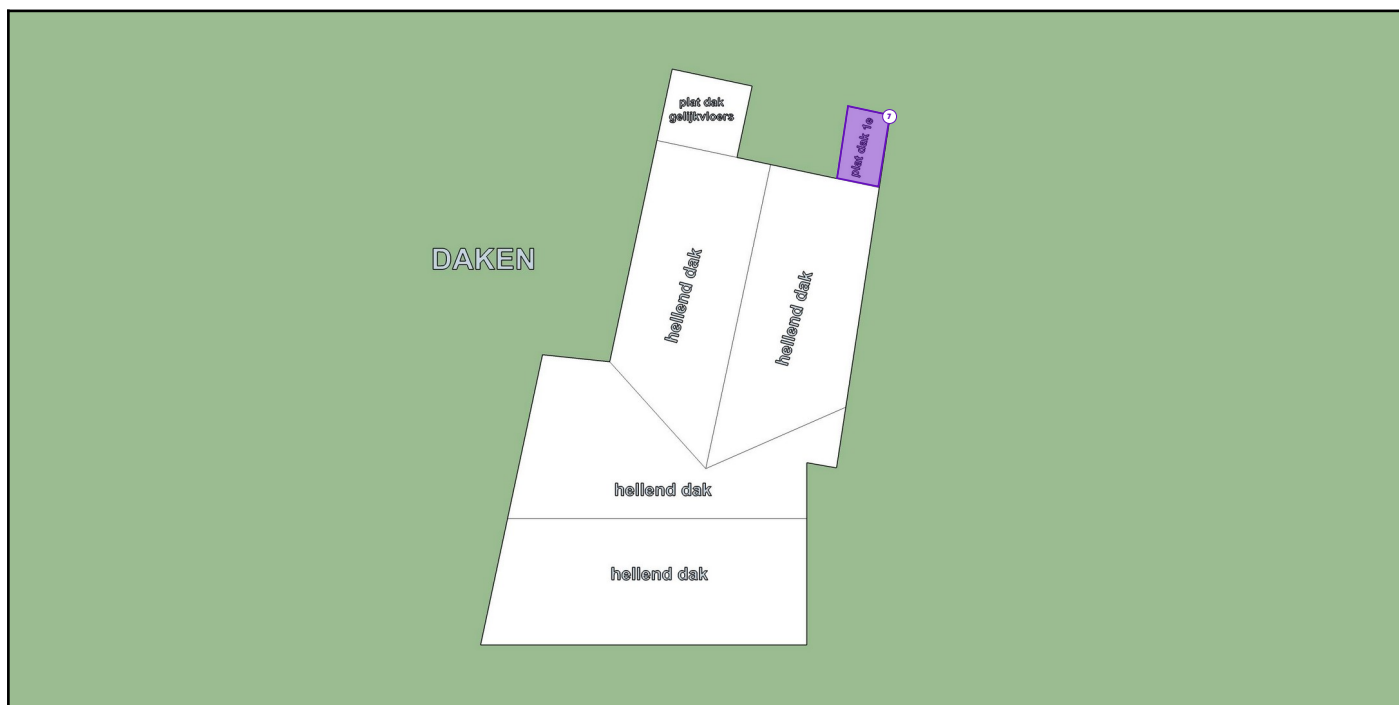 plat dak
gelijkvloers
7
plat dak 1e
DAKEN
hellend dak
hellend dak
hellend dak
hellend dak